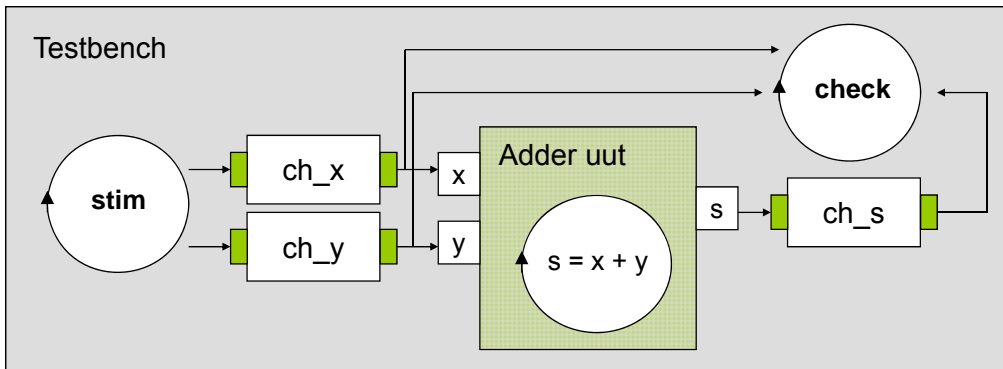 Testbench
check
stim
ch_x
ch_y
x
y
Adder uut
s = x + y
s
ch_s